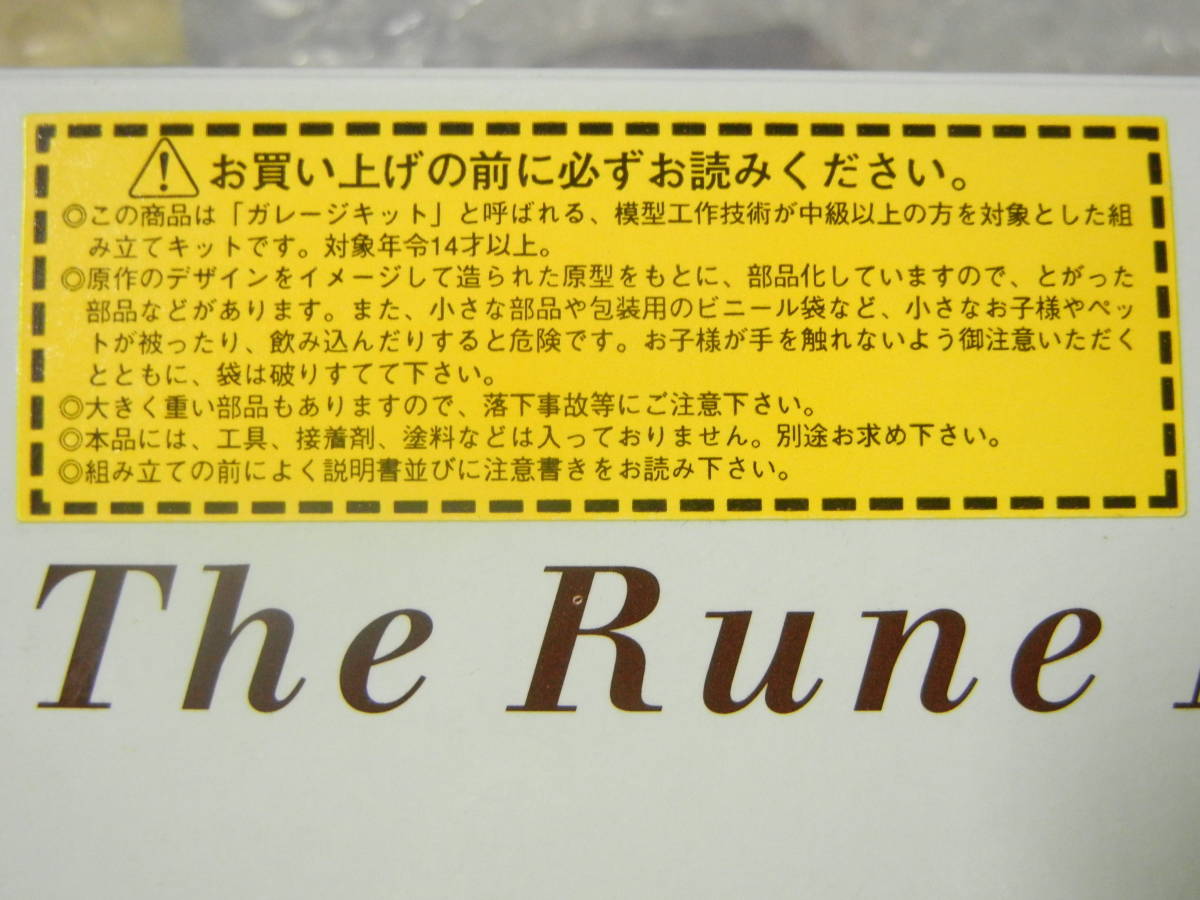 お買い上げの前に必ずお読みください。
◎この商品は「ガレージキット」と呼ばれる、模型工作技術が中級以上の方を対象とした組
み立てキットです。対象年令14才以上。
◎原作のデザインをイメージして造られた原型をもとに、部品化していますので、とがった
部品などがあります。また、小さな部品や包装用のビニール袋など、小さなお子様やペッ
トが被ったり、飲み込んだりすると危険です。お子様が手を触れないよう御注意いただく
とともに、袋は破りすてて下さい。
◎大きく重い部品もありますので、落下事故等にご注意下さい。
◎本品には、工具、接着剤、塗料などは入っておりません。別途お求め下さい。
◎組み立ての前によく説明書並びに注意書きをお読み下さい。
The Rune